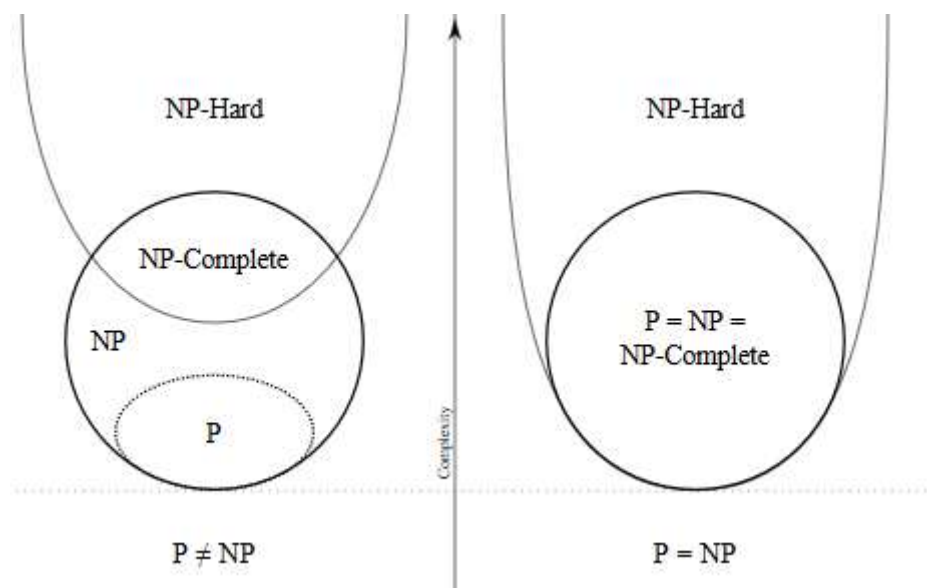 NP-Hard
NP-Complete
NP
P
P ≠ NP
Complexity
NP-Hard
P = NP =
NP-Complete
P = NP